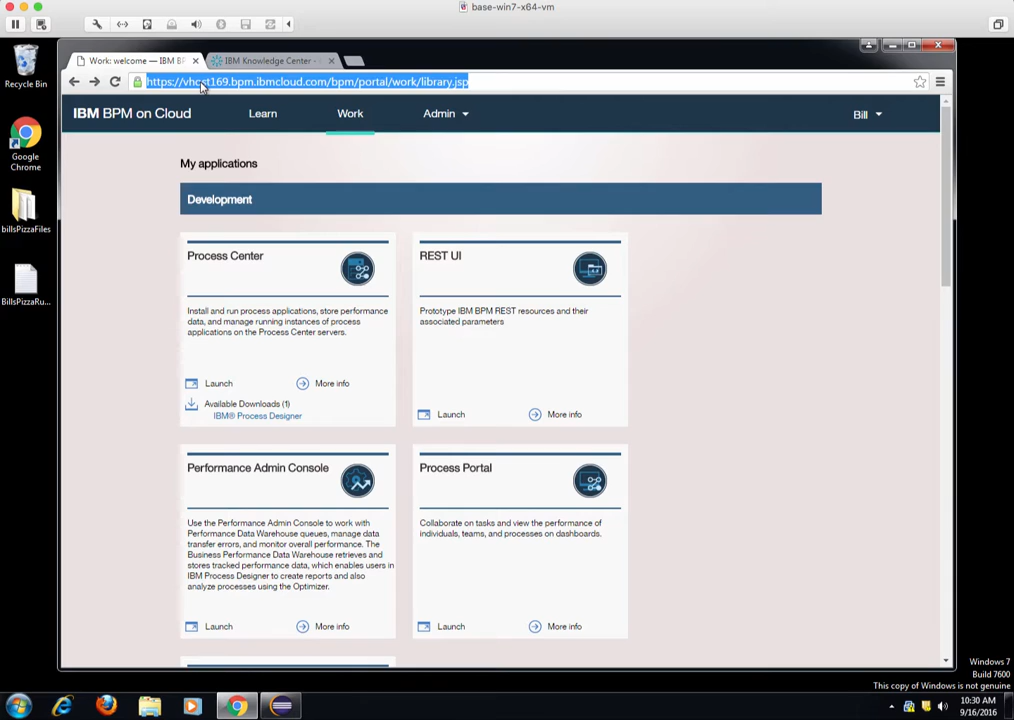 base-win7-x64-vm
Recycle Bin
Google Chrome
billsPizzaFiles
BillsPizzaRu...
Work: welcome — IBM BP
IBM Knowledge Center -
https://vhost169.bpm.ibmcloud.com/bpm/portal/work/library.jsp
IBM BPM on Cloud
Learn
Work
Admin
Bill
My applications
Development
Process Center
Install and run process applications, store performance
data, and manage running instances of process
applications on the Process Center servers.
Launch
More info
Available Downloads (1)
IBM® Process Designer
REST UI
Prototype IBM BPM REST resources and their
associated parameters
Launch
More info
Performance Admin Console
Use the Performance Admin Console to work with
Performance Data Warehouse queues, manage data
transfer errors, and monitor overall performance. The
Business Performance Data Warehouse retrieves and
stores tracked performance data, which enables users in
IBM Process Designer to create reports and also
analyze processes using the Optimizer.
Launch
More info
Process Portal
Collaborate on tasks and view the performance of
individuals, teams, and processes on dashboards.
Launch
More info
Windows 7
Build 7600
This copy of Windows is not genuine
10:30 AM
9/16/2016